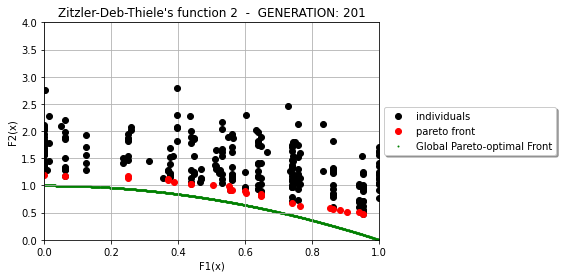 Zitzler-Deb-Thiele's function 2 - GENERATION: 201
4.0
3.5
3.0
2.5
2.0
1.5
1.0
0.5
0.0
F2(x)
0.0 0.2 0.4 0.6 0.8 1.0
F1(x)
individuals
pareto front
Global Pareto-optimal Front